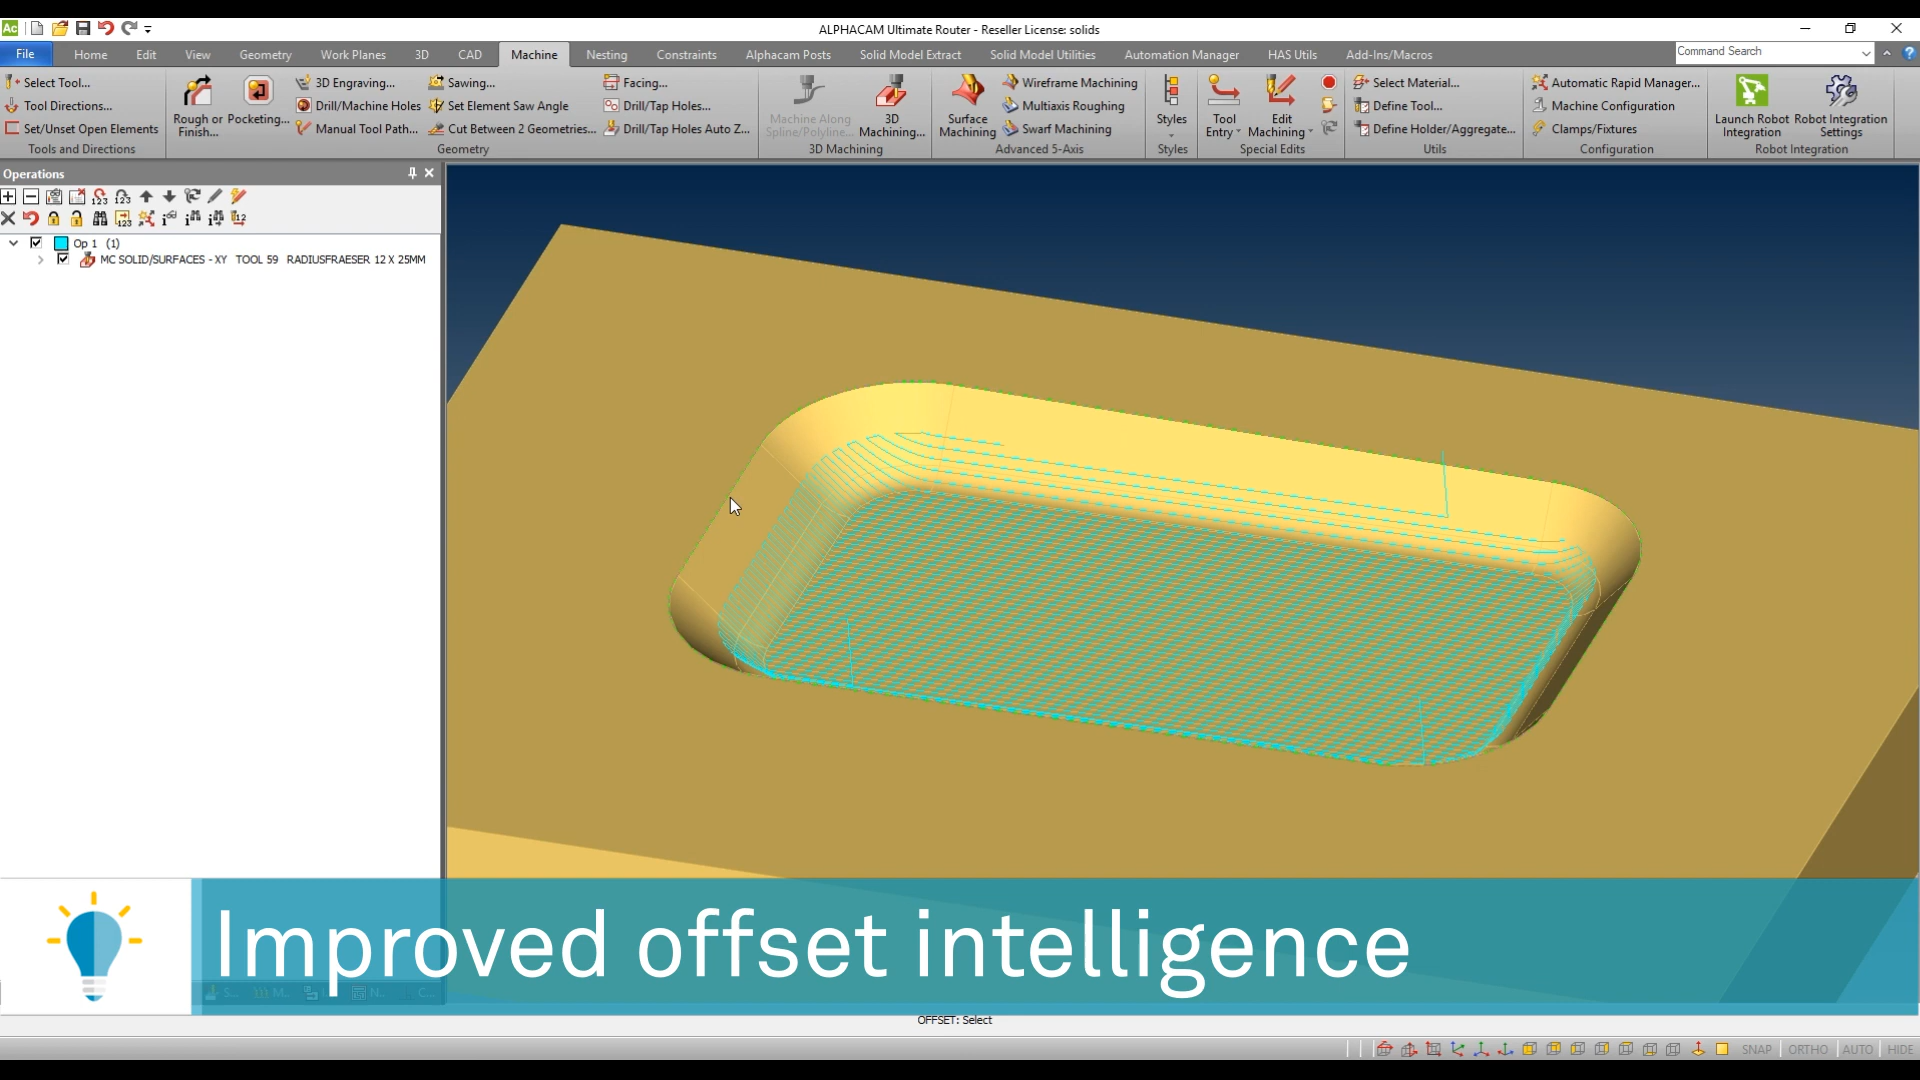 Ac
ALPHACAM Ultimate Router - Reseller License: solids
File Home Edit View Geometry Work Planes 3D CAD Machine Nesting Constraints Alphacam Posts Solid Model Extract Solid Model Utilities Automation Manager HAS Utils Add-Ins/Macros Command Search
Select Tool...
Tool Directions...
Set/Unset Open Elements
Tools and Directions
Rough or
Finish...
Pocketing...
3D Engraving...
Drill/Machine Holes
Manual Tool Path...
Sawing...
Set Element Saw Angle
Cut Between 2 Geometries...
Facing...
Drill/Tap Holes...
Drill/Tap Holes Auto Z...
Geometry
Machine Along
Spline/Polyline...
3D
Machining...
3D Machining
Surface
Machining
Wireframe Machining
Multiaxis Roughing
Swarf Machining
Advanced 5-Axis
Styles
Styles
Tool
Entry
Edit
Machining
Special Edits
Select Material...
Define Tool...
Define Holder/Aggregate...
Utils
Automatic Rapid Manager...
Machine Configuration
Clamps/Fixtures
Configuration
Launch Robot
Integration
Robot Integration
Settings
Robot Integration
Operations
Op 1 (1)
MC SOLID/SURFACES - XY TOOL 59 RADIUSFRAESER 12 X 25MM
Improved offset intelligence
S... M... N... C...
OFFSET: Select
SNAP ORTHO AUTO HIDE